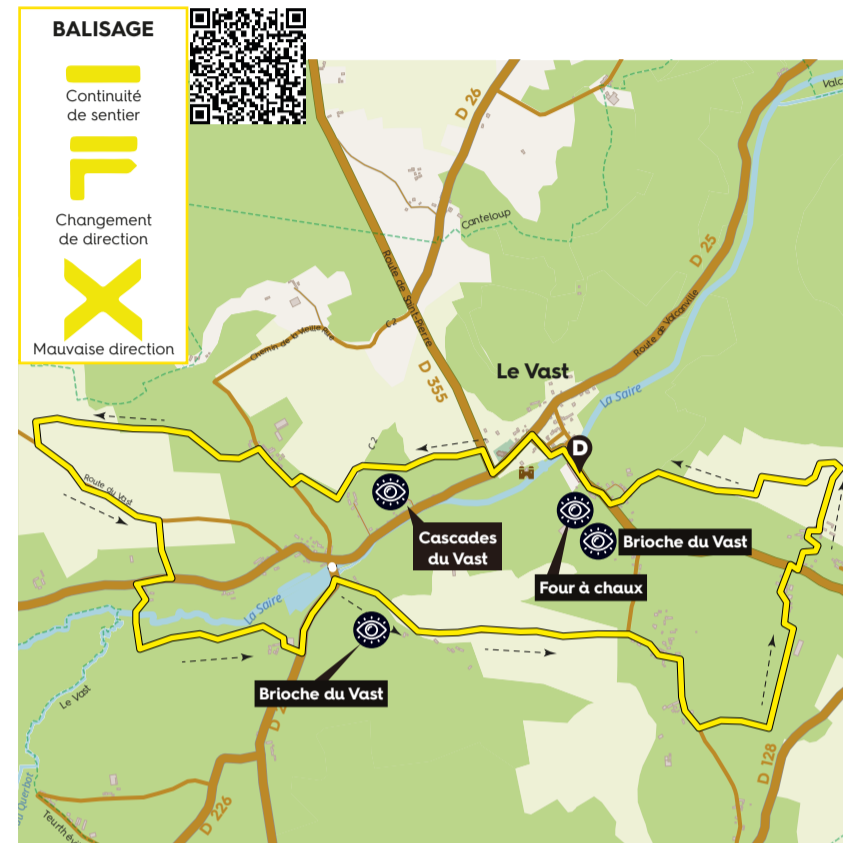 BALISAGE
Continuité
de sentier
Changement
de direction
Mauvaise direction
D 26
Canteloup
Route de Saint-Pierre
D 25
Route de Valcanville
C2
Chemin de la Vieille Rue
D 355
Le Vast
La Saire
C2
D
Route du Vast
Cascades
du Vast
Brioche du Vast
Four à chaux
La Saire
Brioche du Vast
Le Vast
D 128
D 226